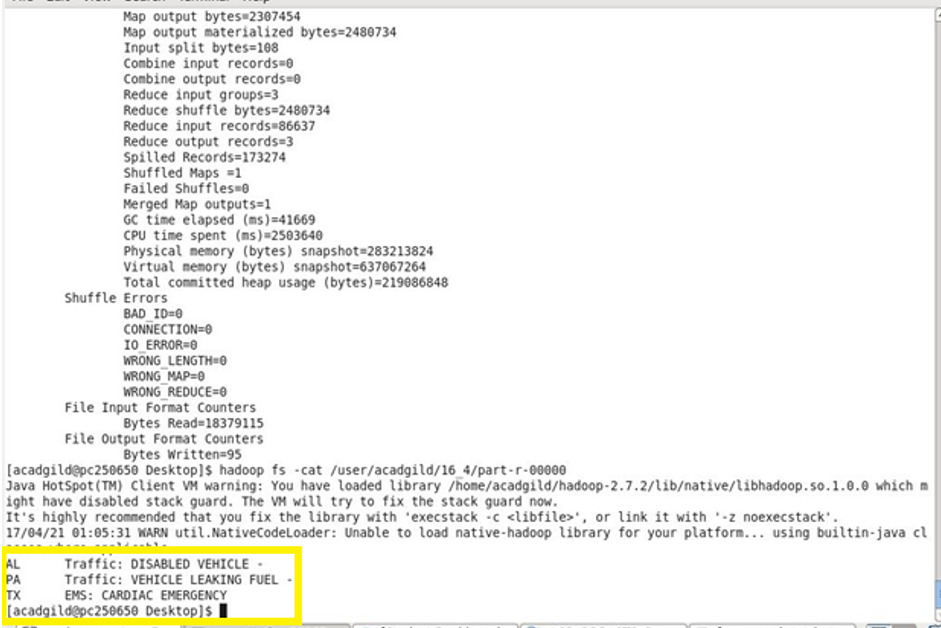 Map output bytes=2307454
Map output materialized bytes=2480734
Input split bytes=108
Combine input records=0
Combine output records=0
Reduce input groups=3
Reduce shuffle bytes=2480734
Reduce input records=86637
Reduce output records=3
Spilled Records=173274
Shuffled Maps =1
Failed Shuffles=0
Merged Map outputs=1
GC time elapsed (ms)=41669
CPU time spent (ms)=2503640
Physical memory (bytes) snapshot=283213824
Virtual memory (bytes) snapshot=637067264
Total committed heap usage (bytes)=219086848
Shuffle Errors
BAD_ID=0
CONNECTION=0
IO_ERROR=0
WRONG_LENGTH=0
WRONG_MAP=0
WRONG_REDUCE=0
File Input Format Counters
Bytes Read=18379115
File Output Format Counters
Bytes Written=95
[acadgild@pc250650 Desktop]$ hadoop fs -cat /user/acadgild/16_4/part-r-00000
Java HotSpot(TM) Client VM warning: You have loaded library /home/acadgild/hadoop-2.7.2/lib/native/libhadoop.so.1.0.0 which m
ight have disabled stack guard. The VM will try to fix the stack guard now.
It's highly recommended that you fix the library with 'execstack -c <libfile>', or link it with '-z noexecstack'.
17/04/21 01:05:31 WARN util.NativeCodeLoader: Unable to load native-hadoop library for your platform... using builtin-java cl
AL Traffic: DISABLED VEHICLE -
PA Traffic: VEHICLE LEAKING FUEL -
TX EMS: CARDIAC EMERGENCY
[acadgild@pc250650 Desktop]$